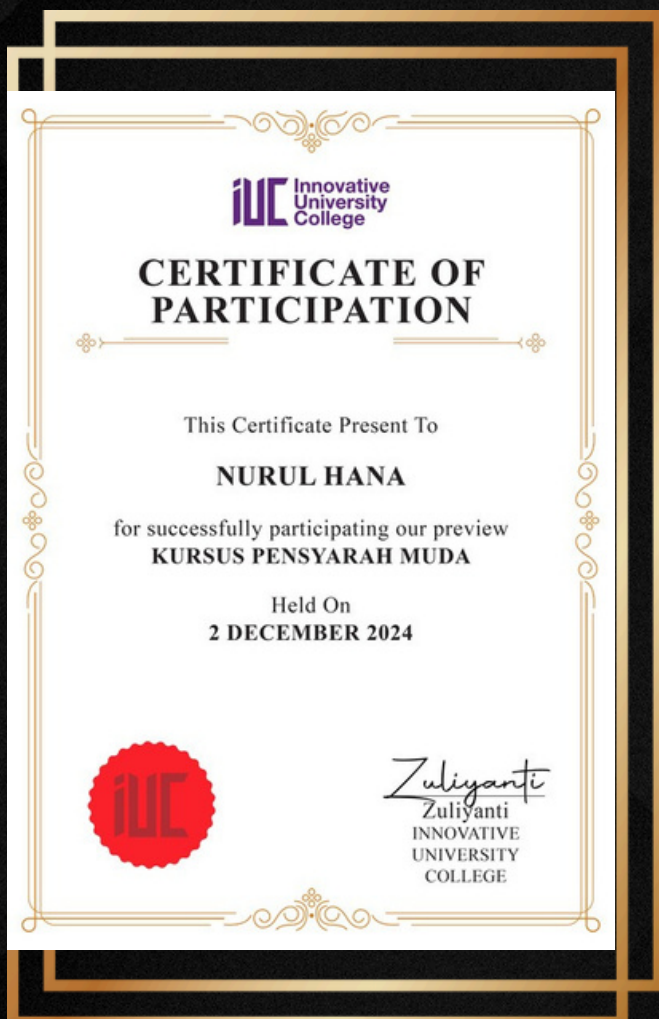 iUC Innovative
University
College
CERTIFICATE OF
PARTICIPATION
This Certificate Present To
NURUL HANA
for successfully participating our preview
KURSUS PENSYARAH MUDA
Held On
2 DECEMBER 2024
iUC
Zuliyanti
Zuliyanti
INNOVATIVE
UNIVERSITY
COLLEGE